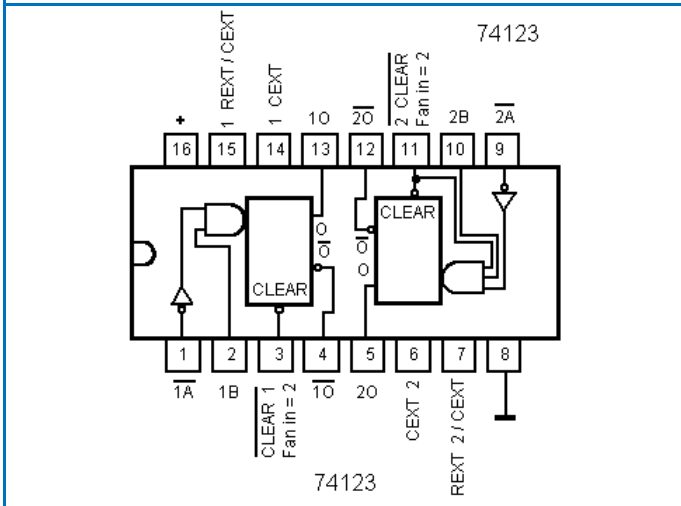 74123
+
1 REXT / CEXT
1 CEXT
1O
2O
2 CLEAR
Fan in = 2
2B
2A
16
15
14
13
12
11
10
9
CLEAR
O
O
O
O
CLEAR
1
2
3
4
5
6
7
8
1A
1B
CLEAR 1
Fan in = 2
1O
2O
CEXT 2
REXT 2 / CEXT
74123